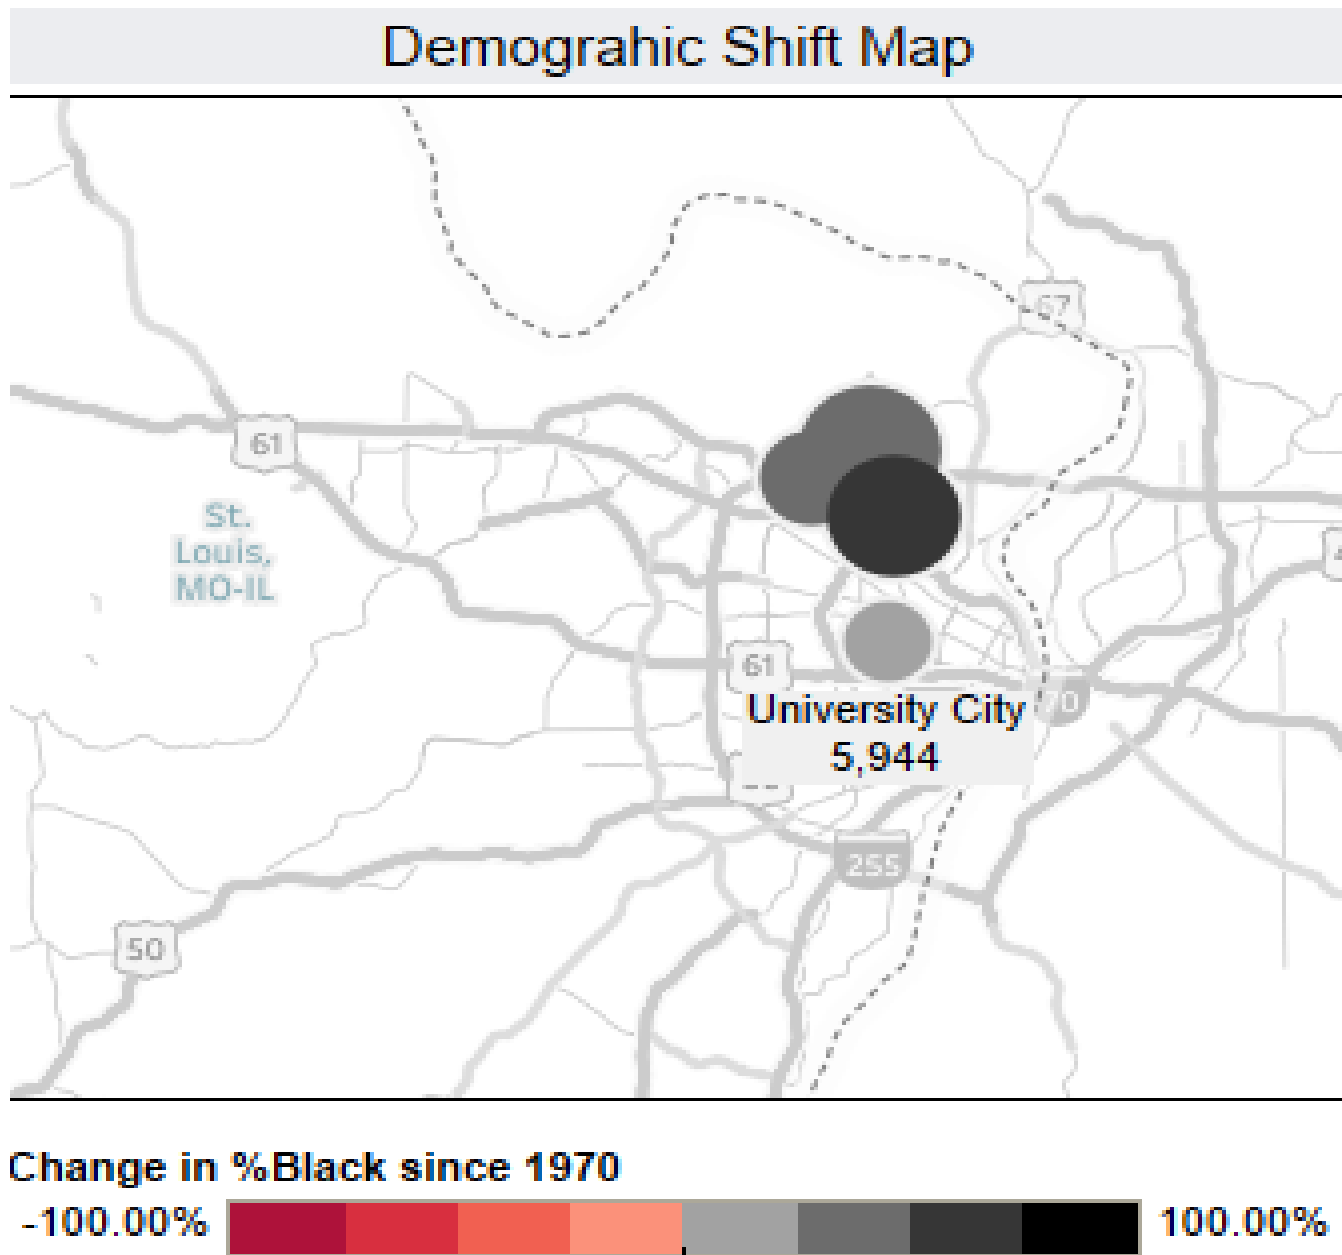 Demograhic Shift Map
67
61
St.
Louis,
MO-IL
61
University City
5,944
255
50
Change in %Black since 1970
-100.00%
100.00%